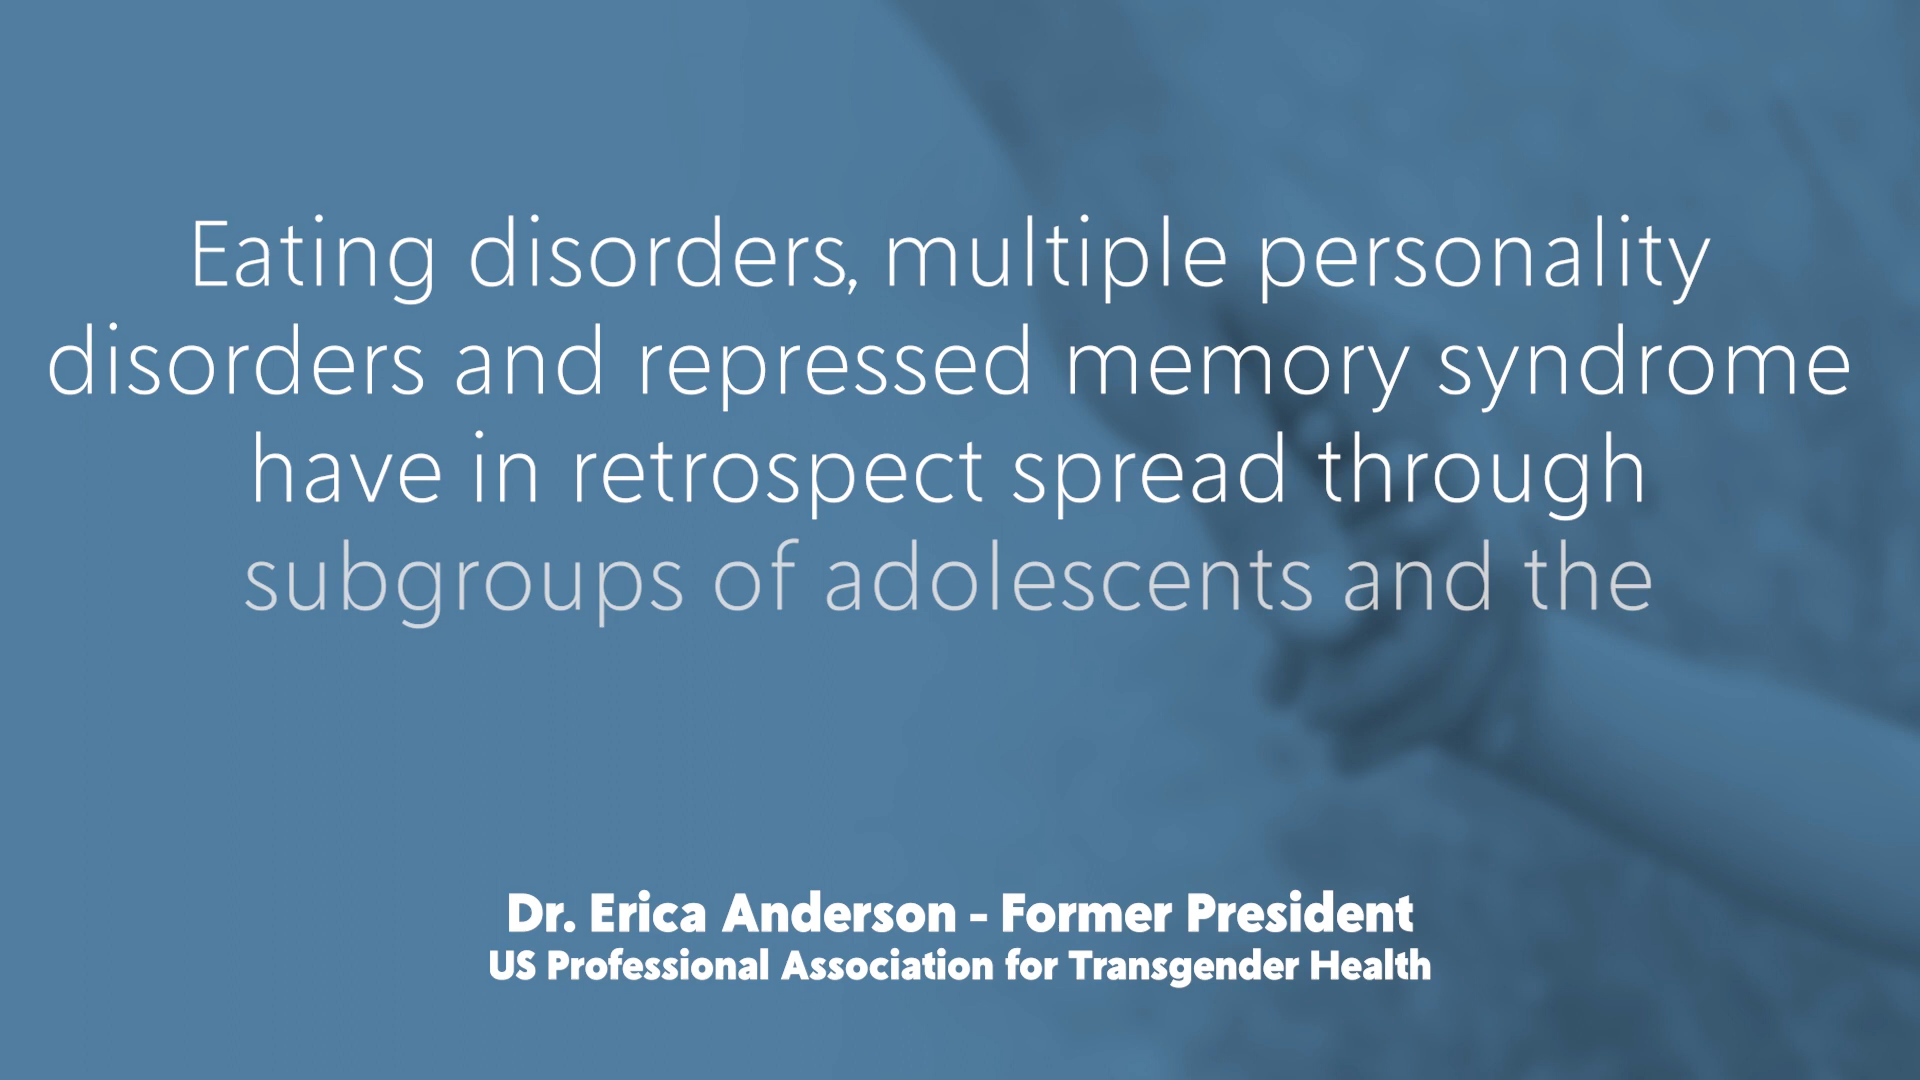 Eating disorders, multiple personality
disorders and repressed memory syndrome
have in retrospect spread through
subgroups of adolescents and the
Dr. Erica Anderson - Former President
US Professional Association for Transgender Health